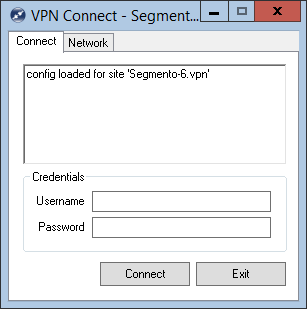 VPN Connect - Segment...
Connect Network
config loaded for site 'Segmento-6.vpn'
Credentials
Username
Password
Connect Exit